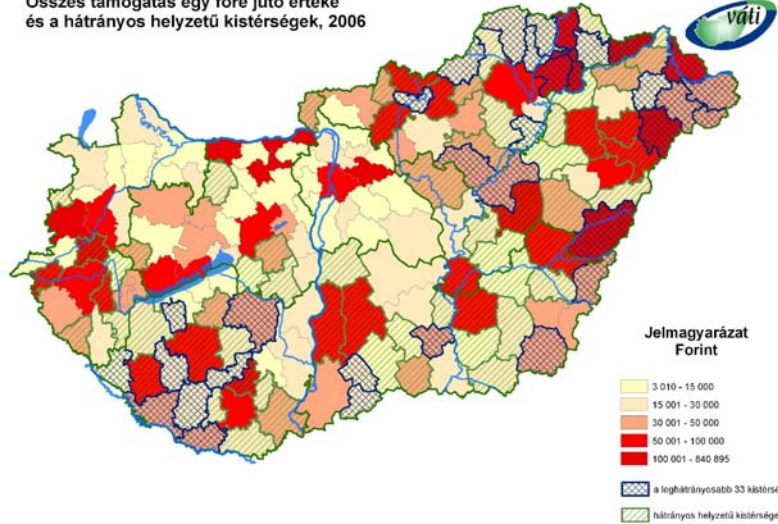 Összes támogatás egy főre jutó értéke
és a hátrányos helyzetű kistérségek, 2006
váti
Jelmagyarázat
Forint
3 010 - 15 000
15 001 - 30 000
30 001 - 50 000
50 001 - 100 000
100 001 - 840 895
a leghátrányosabb 33 kistérsé
hátrányos helyzetű kistérsége